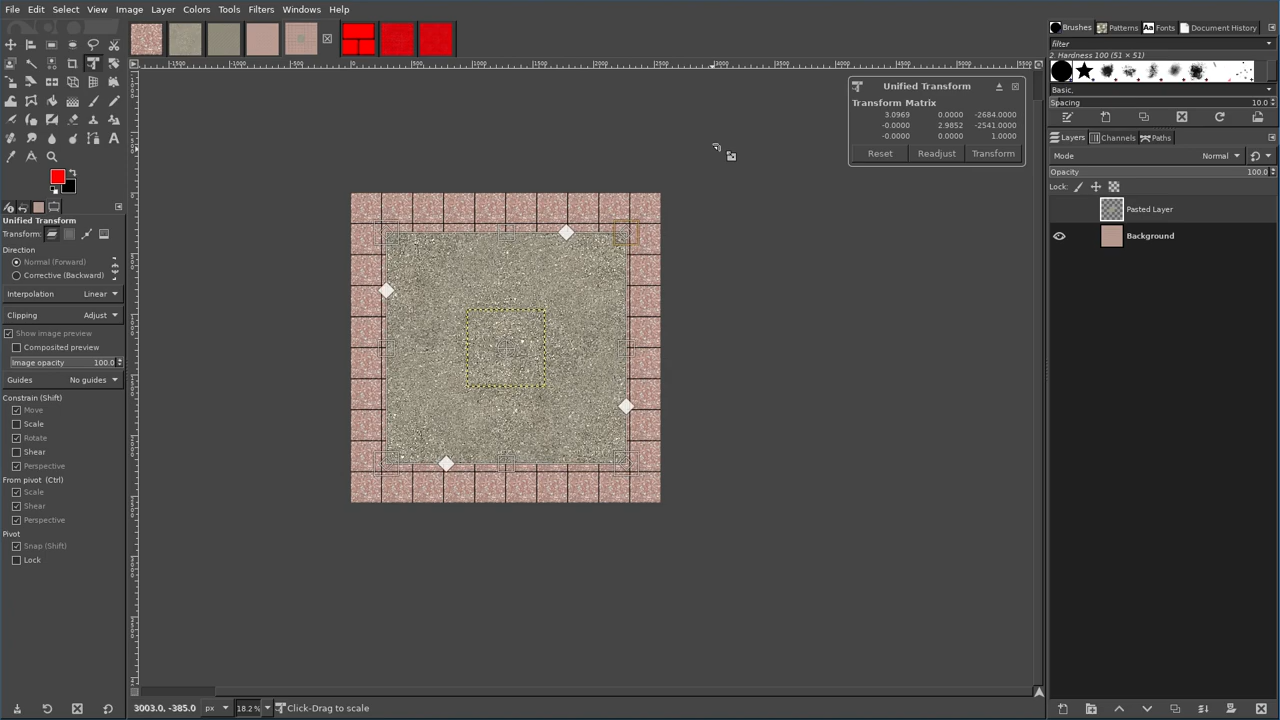 File Edit Select View Image Layer Colors Tools Filters Windows Help
Brushes Patterns Fonts Document History
filter
2. Hardness 100 (51 × 51)
Basic,
Spacing 10.0
Layers Channels Paths
Mode Normal
Opacity 100.0
Lock:
Pasted Layer
Background
Unified Transform
Transform Matrix
3.0969 0.0000 -2684.0000
-0.0000 2.9852 -2541.0000
-0.0000 0.0000 1.0000
Reset Readjust Transform
Unified Transform
Transform:
Direction
Normal (Forward)
Corrective (Backward)
Interpolation Linear
Clipping Adjust
Show image preview
Composited preview
Image opacity 100.0
Guides No guides
Constrain (Shift)
Move
Scale
Rotate
Shear
Perspective
From pivot (Ctrl)
Scale
Shear
Perspective
Pivot
Snap (Shift)
Lock
3003.0, -385.0 px 18.2% Click-Drag to scale